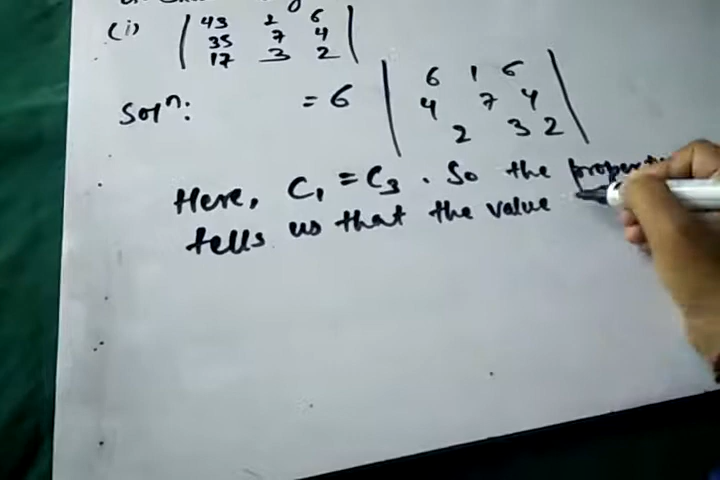 (i) | 43 1 6 |
| 35 7 4 |
| 17 3 2 |
Solⁿ: = 6 | 6 1 6 |
| 4 7 4 |
| 2 3 2 |
Here, C₁ = C₃. So the
tells us that the value